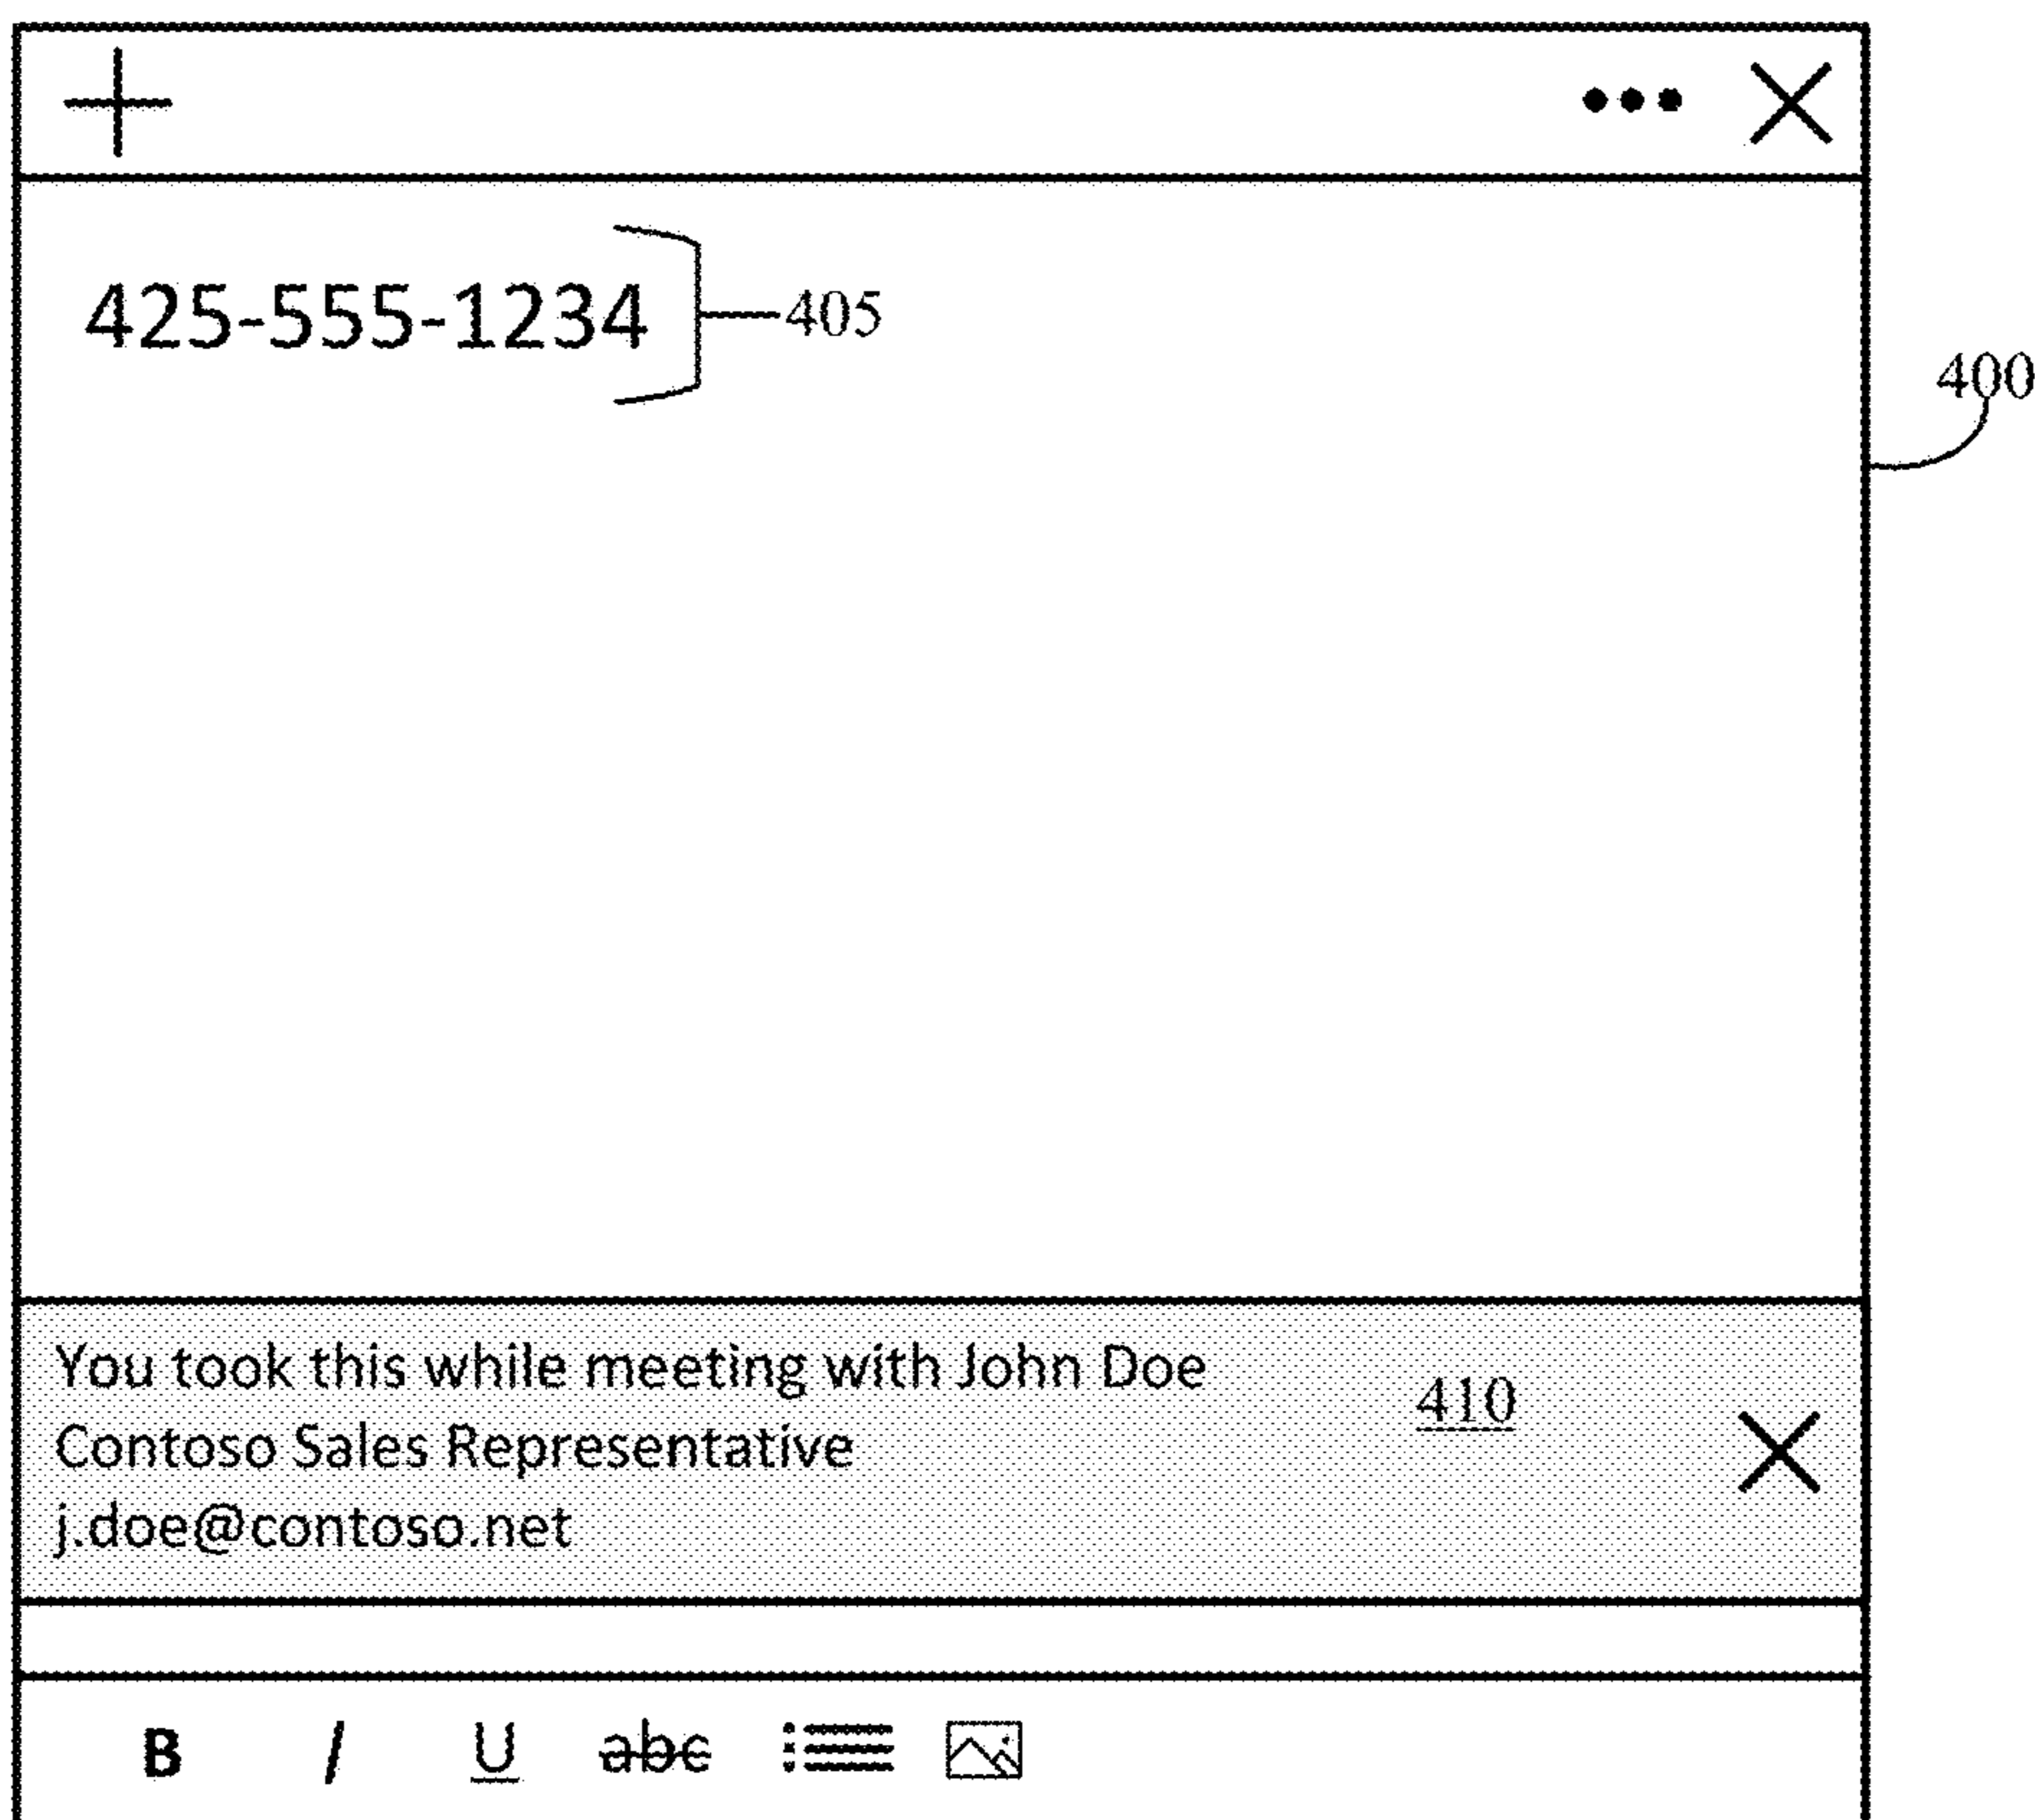 425-555-1234
405
400
You took this while meeting with John Doe
410
Contoso Sales Representative
j.doe@contoso.net
B I U abc